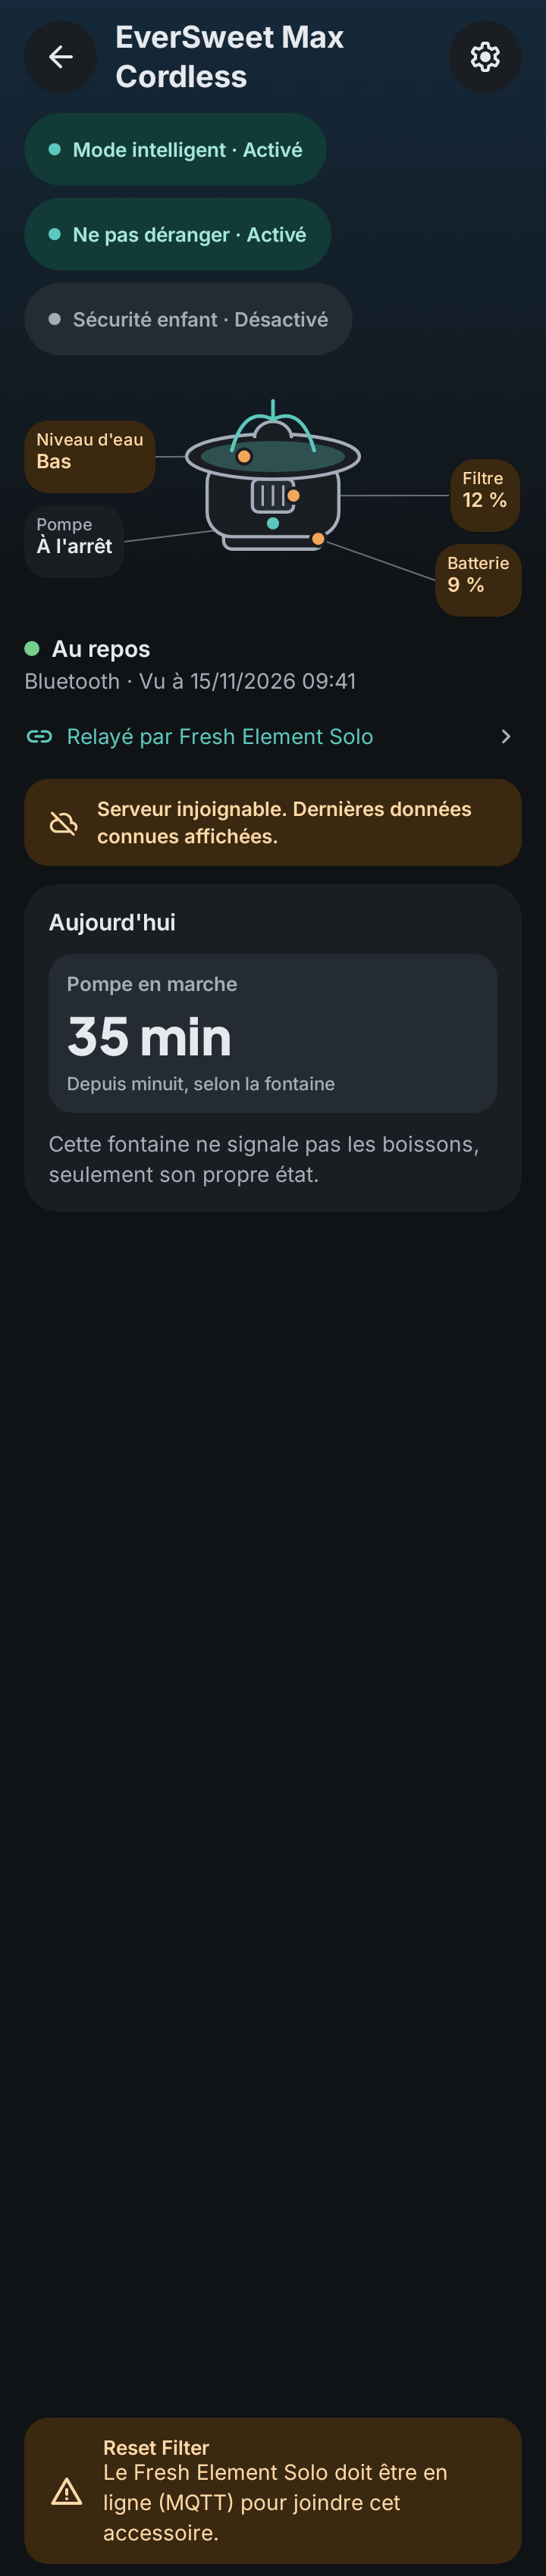 EverSweet Max
Cordless
Mode intelligent · Activé
Ne pas déranger · Activé
Sécurité enfant · Désactivé
Niveau d'eau
Bas
Filtre
12 %
Pompe
À l'arrêt
Batterie
9 %
Au repos
Bluetooth · Vu à 15/11/2026 09:41
Relayé par Fresh Element Solo
Serveur injoignable. Dernières données
connues affichées.
Aujourd'hui
Pompe en marche
35 min
Depuis minuit, selon la fontaine
Cette fontaine ne signale pas les boissons,
seulement son propre état.
Reset Filter
Le Fresh Element Solo doit être en
ligne (MQTT) pour joindre cet
accessoire.